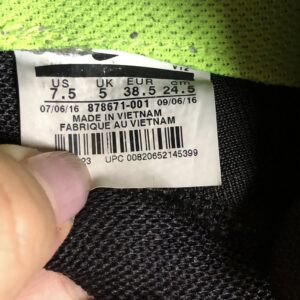 US UK EUR cm
7.5 5 38.5 24.5
07/06/16 878671-001 09/06/16
MADE IN VIETNAM
FABRIQUE AU VIETNAM
UPC 00820652145399